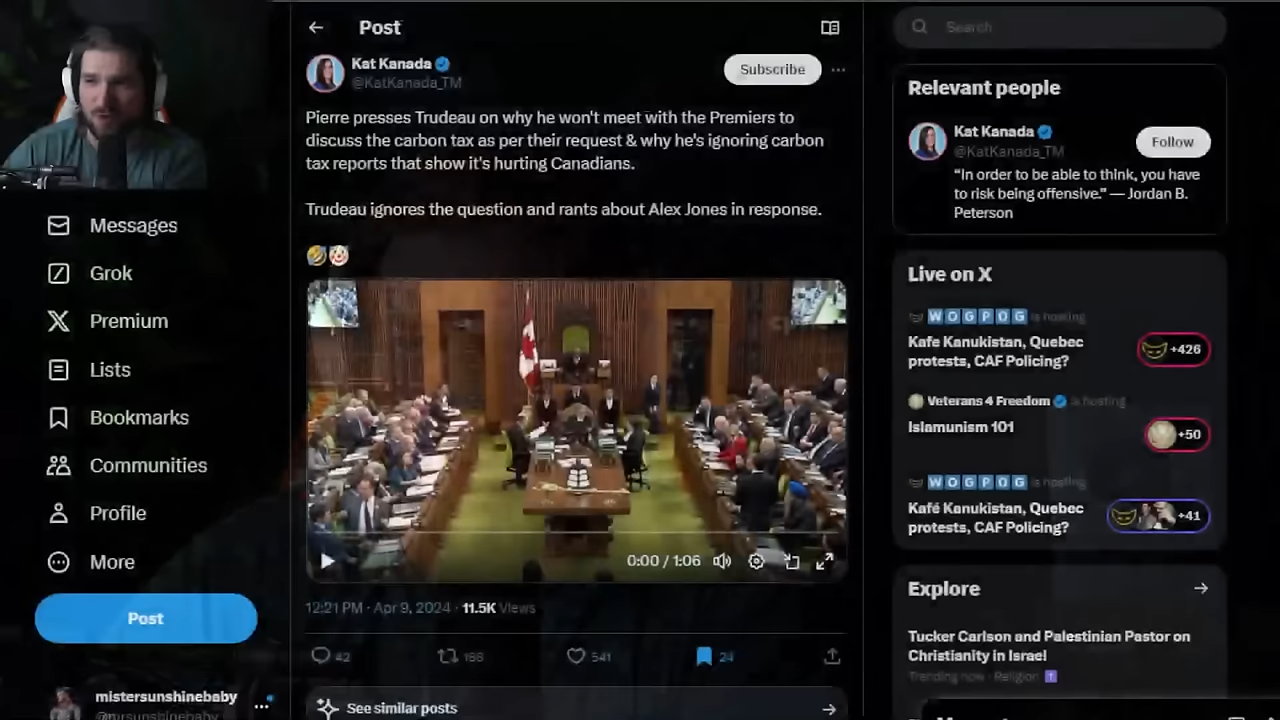 Post
Kat Kanada
@KatKanada_TM
Subscribe
Pierre presses Trudeau on why he won't meet with the Premiers to
discuss the carbon tax as per their request & why he's ignoring carbon
tax reports that show it's hurting Canadians.
Trudeau ignores the question and rants about Alex Jones in response.
0:00 / 1:06
12:21 PM · Apr 9, 2024 · 11.5K Views
42
188
541
24
See similar posts
Messages
Grok
Premium
Lists
Bookmarks
Communities
Profile
More
Post
mistersunshinebaby
@mrsunshinebaby
Search
Relevant people
Kat Kanada
@KatKanada_TM
Follow
“In order to be able to think, you have
to risk being offensive.” — Jordan B.
Peterson
Live on X
WOGPOG is hosting
Kafe Kanukistan, Quebec
protests, CAF Policing?
+426
Veterans 4 Freedom is hosting
Islamunism 101
+50
WOGPOG is hosting
Kafé Kanukistan, Quebec
protests, CAF Policing?
+41
Explore
Tucker Carlson and Palestinian Pastor on
Christianity in Israel
Trending now · Religion